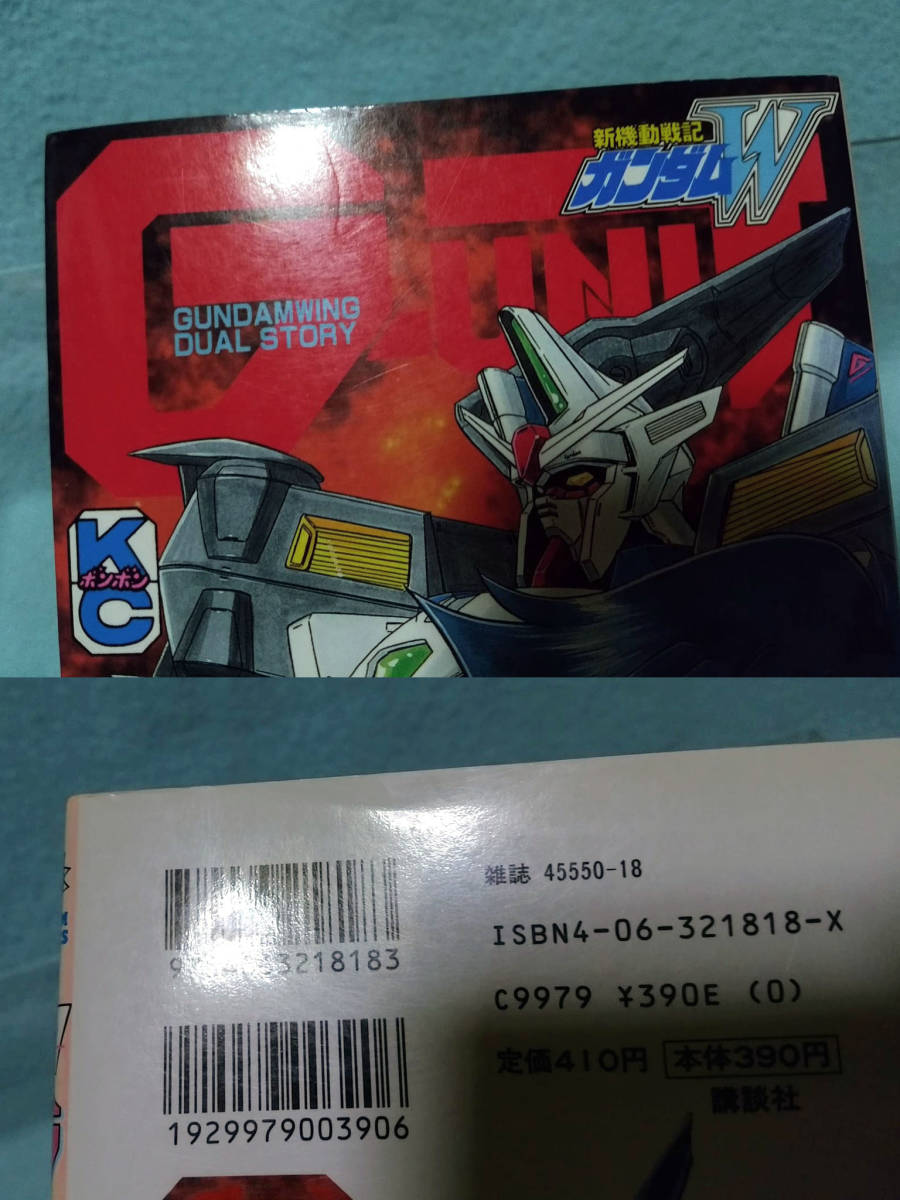 新機動戦記
ガンダムW
G-UNIT
GUNDAMWING
DUAL STORY
KC
ボンボン
雑誌 45550-18
ISBN4-06-321818-X
3218183
C9979 ¥390E (0)
1929979003906
定価410円 本体390円
講談社